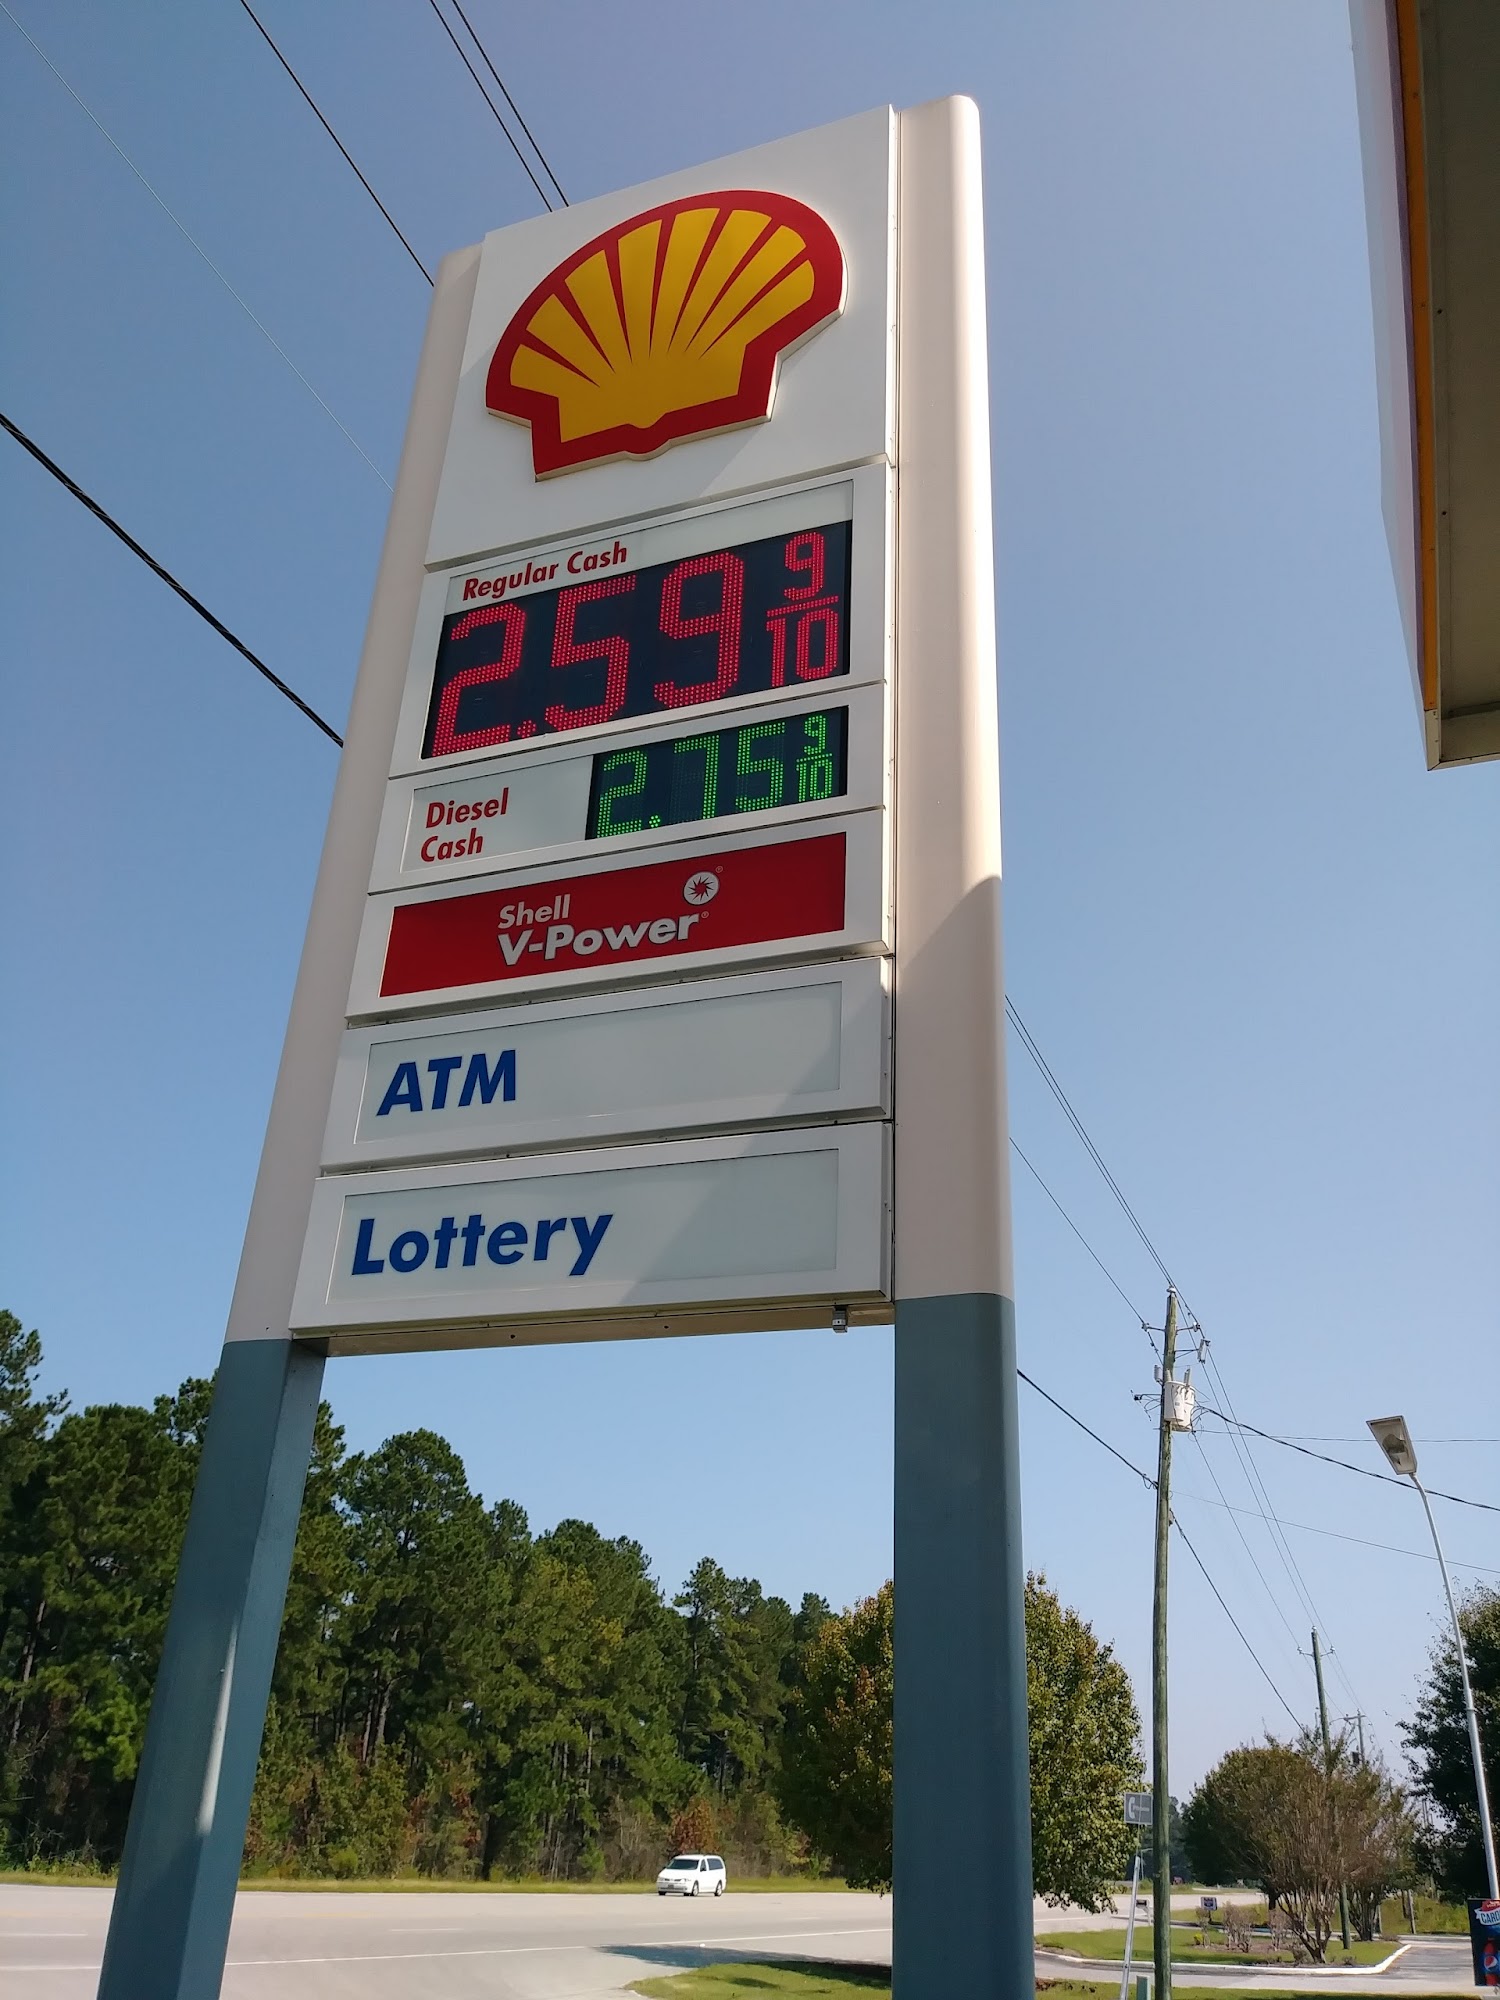 Regular Cash
2.59 9/10
Diesel
Cash
2.75 9/10
Shell
V-Power
ATM
Lottery